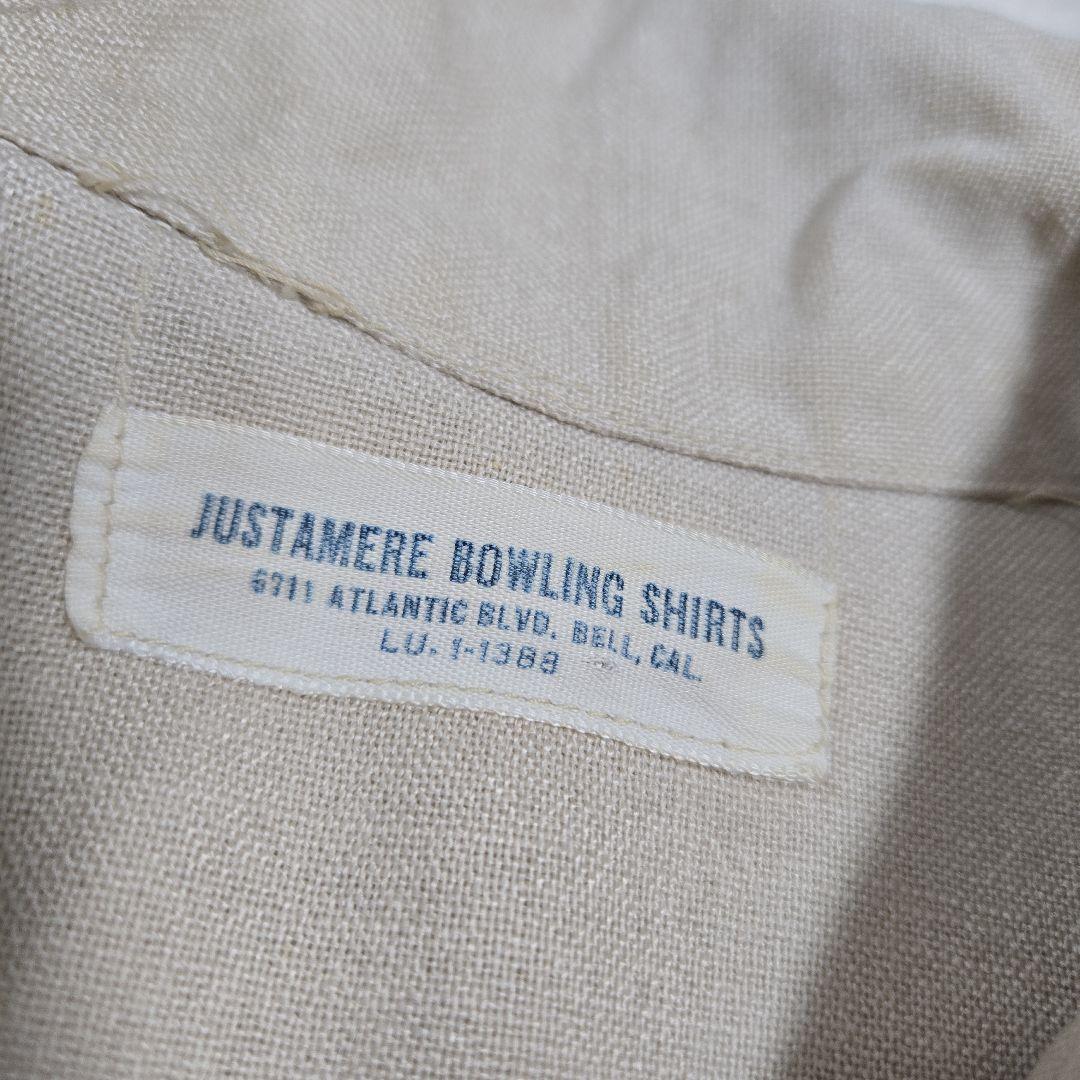 JUSTAMERE BOWLING SHIRTS
6711 ATLANTIC BLVD. BELL, CAL.
LU. 1-1388